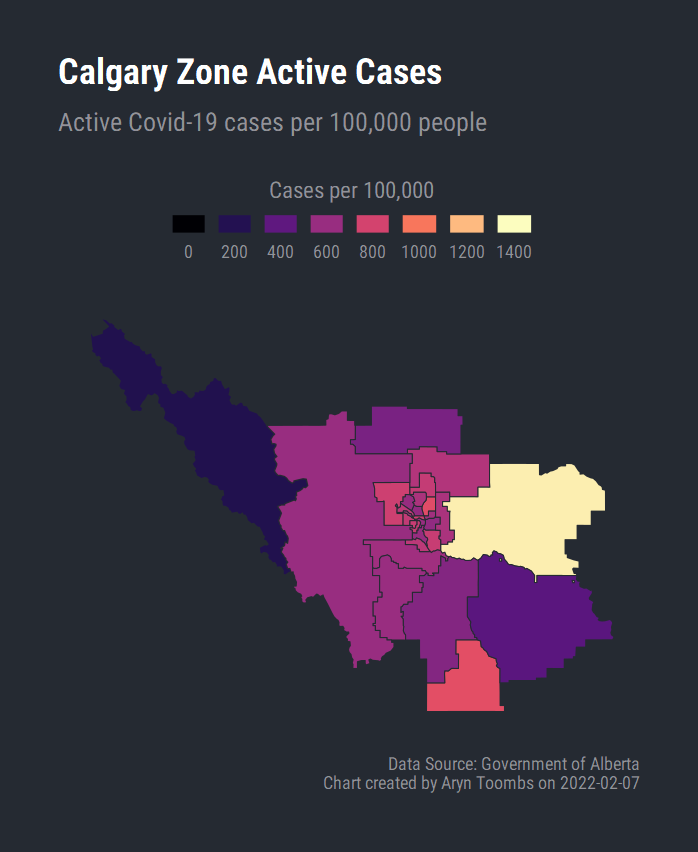 Calgary Zone Active Cases
Active Covid-19 cases per 100,000 people
Cases per 100,000
0 200 400 600 800 1000 1200 1400
Data Source: Government of Alberta
Chart created by Aryn Toombs on 2022-02-07